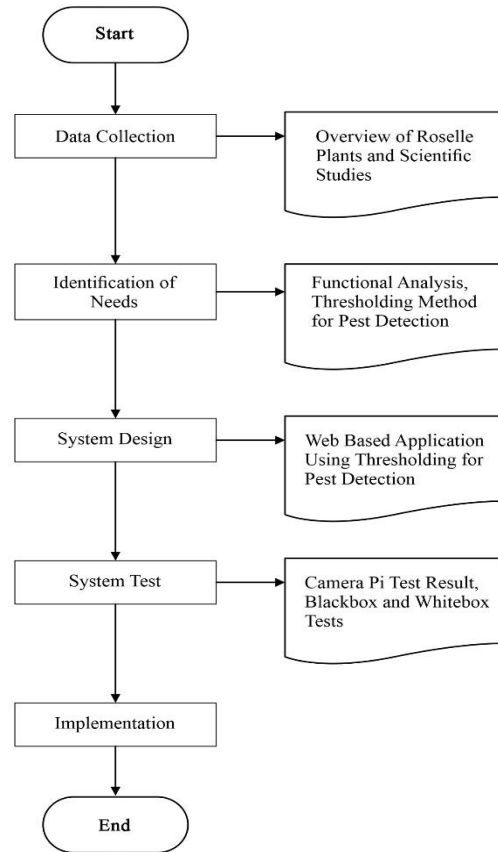 Start
Data Collection
Overview of Roselle
Plants and Scientific
Studies
Identification of
Needs
Functional Analysis,
Thresholding Method
for Pest Detection
System Design
Web Based Application
Using Thresholding for
Pest Detection
System Test
Camera Pi Test Result,
Blackbox and Whitebox
Tests
Implementation
End